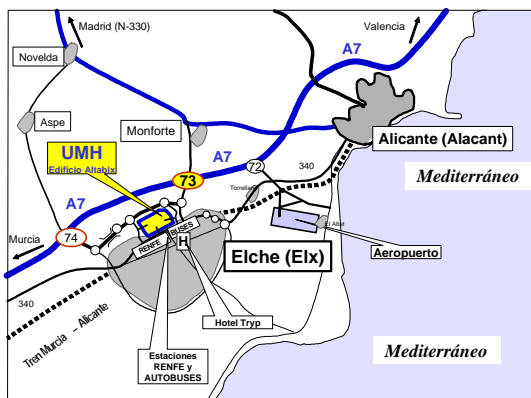 Madrid (N-330)
Valencia
A7
Novelda
Aspe
Monforte
Alicante (Alacant)
UMH
Edificio Altabix
A7
72
340
73
Mediterráneo
Torrellano
A7
74
Murcia
RENFE
BUSES
H
El Altet
Elche (Elx)
Aeropuerto
340
Hotel Tryp
Tren Murcia - Alicante
Estaciones
RENFE y
AUTOBUSES
Mediterráneo